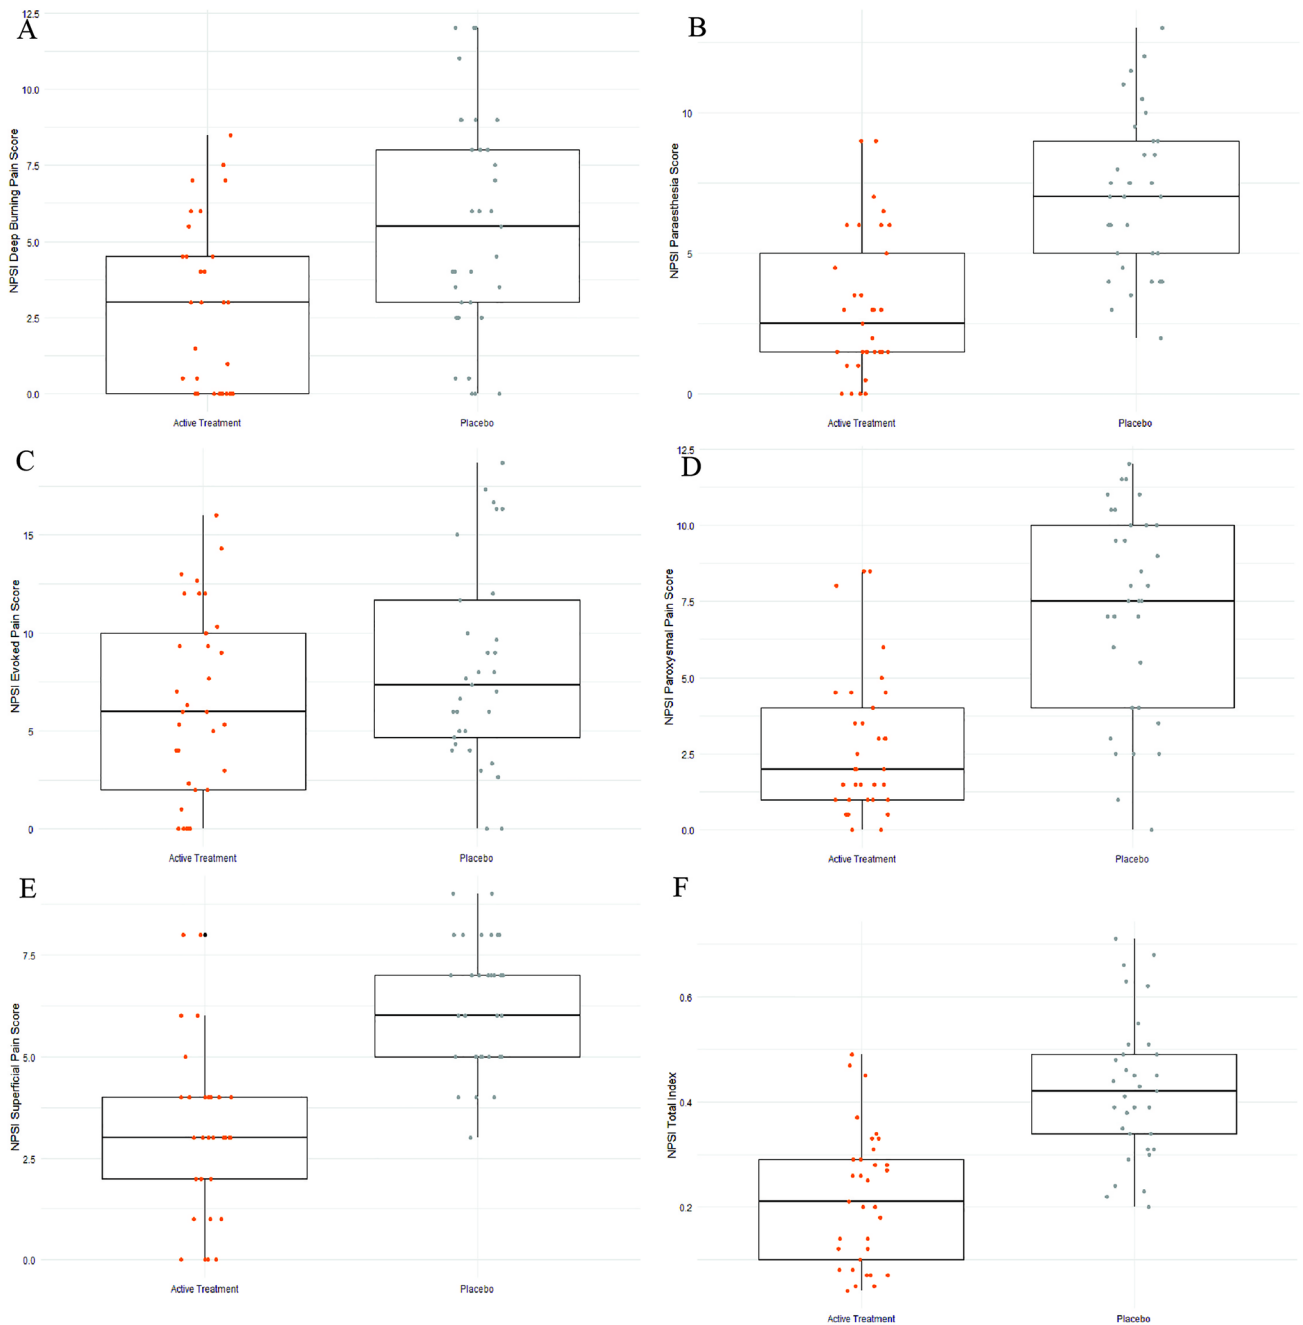 A
NPSI Deep Burning Pain Score
12.5
10.0
7.5
5.0
2.5
0.0
Active Treatment
Placebo
B
NPSI Paraesthesia Score
10
5
0
Active Treatment
Placebo
C
NPSI Evoked Pain Score
15
10
5
0
Active Treatment
Placebo
D
NPSI Paroxysmal Pain Score
12.5
10.0
7.5
5.0
2.5
0.0
Active Treatment
Placebo
E
NPSI Superficial Pain Score
7.5
5.0
2.5
0.0
Active Treatment
Placebo
F
NPSI Total Index
0.6
0.4
0.2
Active Treatment
Placebo